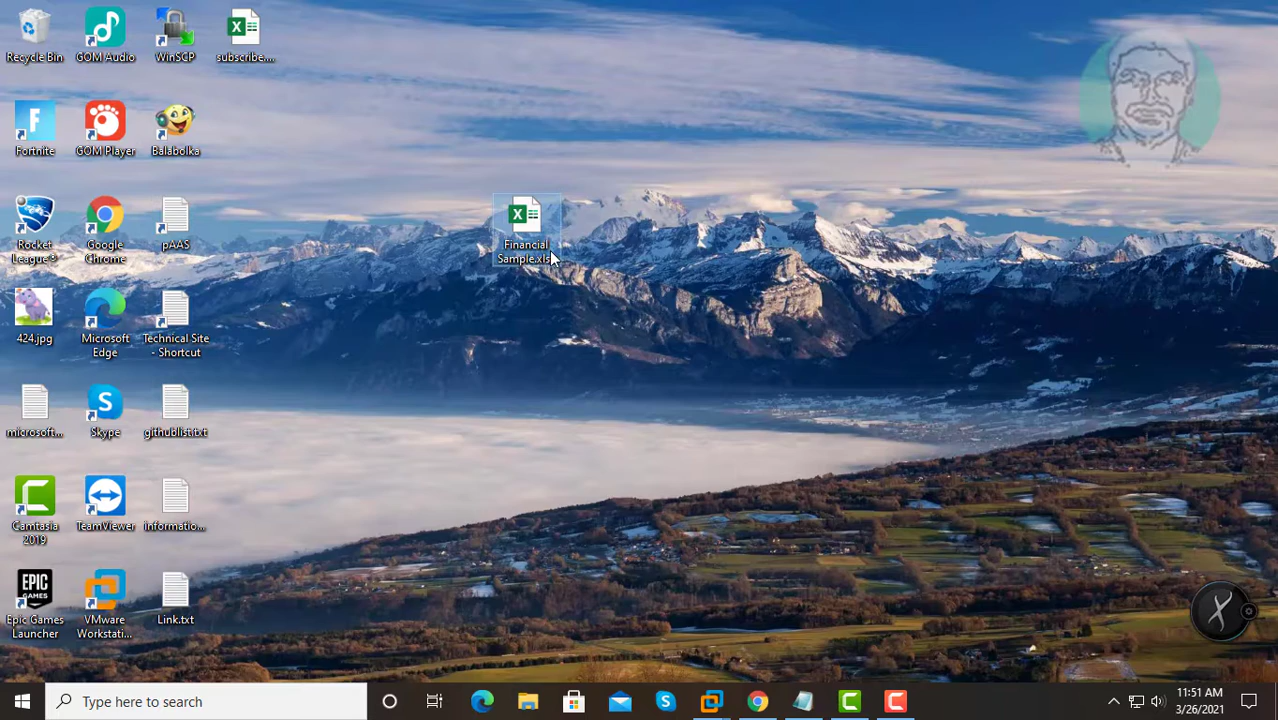 Recycle Bin
GOM Audio
WinSCP
subscribe....
Fortnite
GOM Player
Balabolka
Rocket
League®
Google
Chrome
pAAS
Financial
Sample.xls
424.jpg
Microsoft
Edge
Technical Site
- Shortcut
microsoft...
Skype
githublist.txt
Camtasia
2019
TeamViewer
informatio...
EPIC
GAMES
Epic Games
Launcher
VMware
Workstati...
Link.txt
Type here to search
11:51 AM
3/26/2021